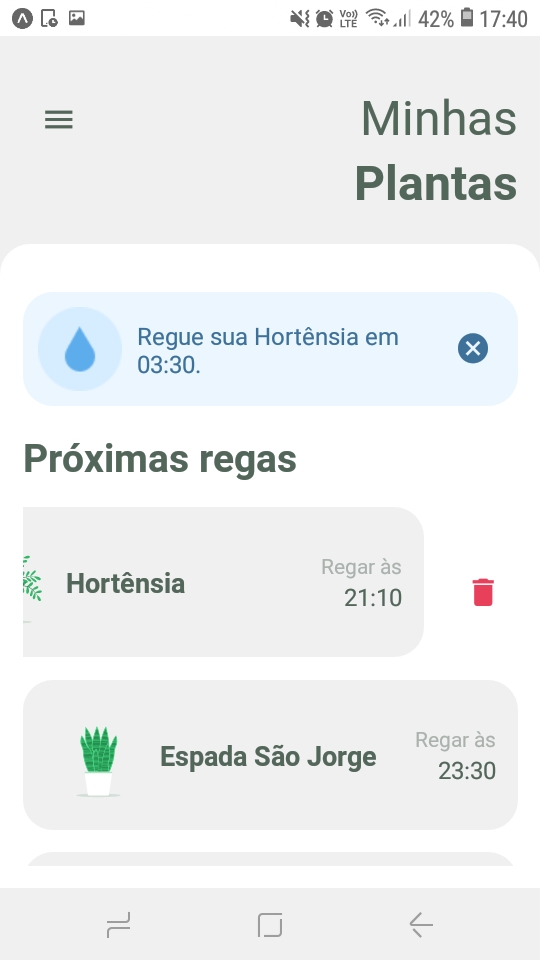 Vo)) LTE 42% 17:40
Minhas
Plantas
Regue sua Hortênsia em
03:30.
Próximas regas
Regar às
Hortênsia
21:10
Regar às
Espada São Jorge
23:30